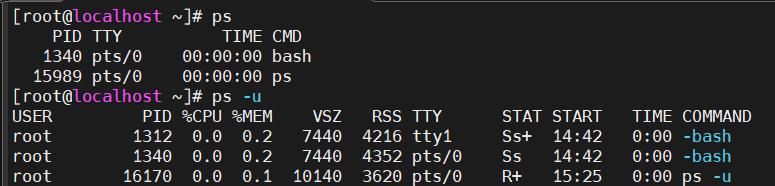 [root@localhost ~]# ps
    PID TTY          TIME CMD
   1340 pts/0    00:00:00 bash
  15989 pts/0    00:00:00 ps
[root@localhost ~]# ps -u
USER         PID %CPU %MEM    VSZ   RSS TTY      STAT START   TIME COMMAND
root        1312  0.0  0.2   7440  4216 tty1     Ss+  14:42   0:00 -bash
root        1340  0.0  0.2   7440  4352 pts/0    Ss   14:42   0:00 -bash
root       16170  0.0  0.1  10140  3620 pts/0    R+   15:25   0:00 ps -u